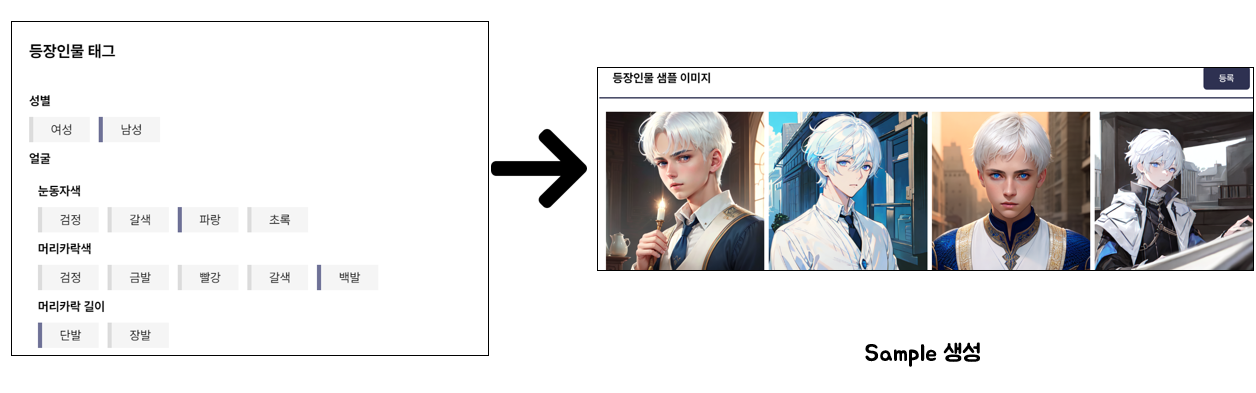 등장인물 태그
성별
여성 남성
얼굴
눈동자색
검정 갈색 파랑 초록
머리카락색
검정 금발 빨강 갈색 백발
머리카락 길이
단발 장발
등장인물 샘플 이미지 등록
Sample 생성